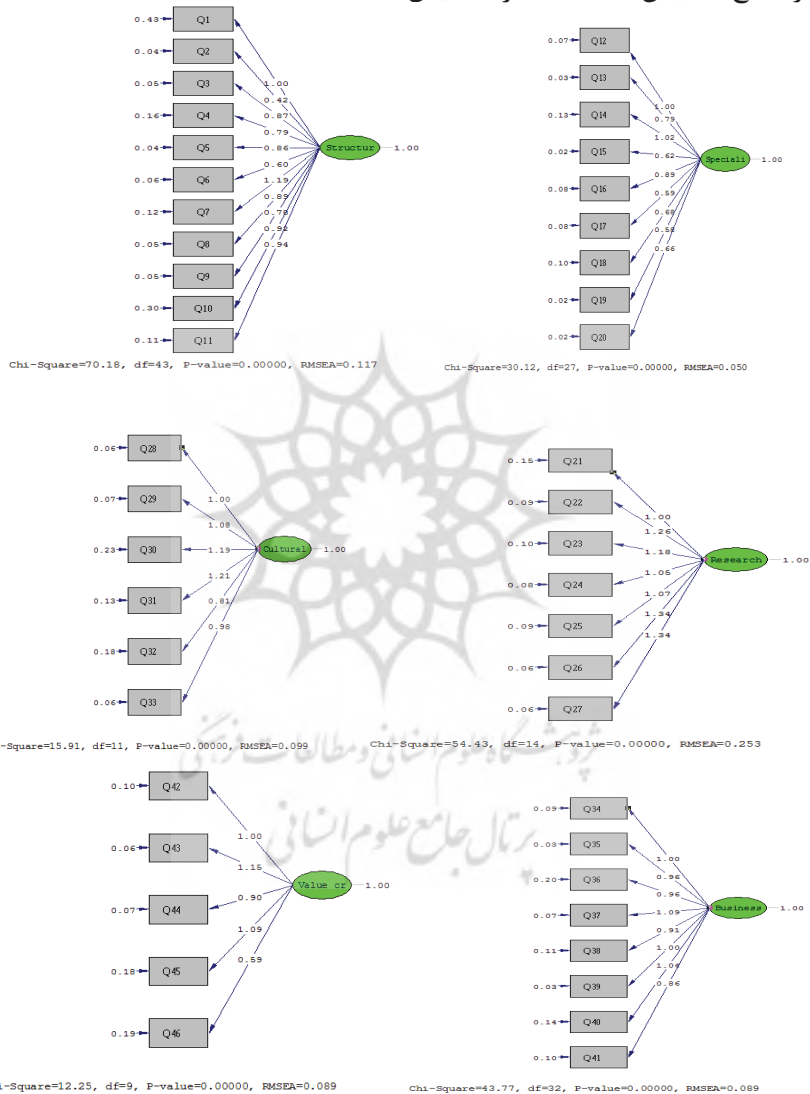 0.43 Q1
0.04 Q2
0.05 Q3
0.16 Q4
0.04 Q5
0.06 Q6
0.12 Q7
0.05 Q8
0.05 Q9
0.30 Q10
0.11 Q11
1.00
0.42
0.87
0.79
0.86
0.60
1.19
0.89
0.78
0.92
0.94
Structur 1.00
Chi-Square=70.18, df=43, P-value=0.00000, RMSEA=0.117
0.07 Q12
0.03 Q13
0.13 Q14
0.02 Q15
0.08 Q16
0.08 Q17
0.10 Q18
0.02 Q19
0.02 Q20
1.00
0.79
1.02
0.62
0.89
0.59
0.68
0.58
0.66
Speciali 1.00
Chi-Square=30.12, df=27, P-value=0.00000, RMSEA=0.050
0.06 Q28
0.07 Q29
0.23 Q30
0.13 Q31
0.18 Q32
0.06 Q33
1.00
1.08
1.19
1.21
0.81
0.98
Cultural 1.00
-Square=15.91, df=11, P-value=0.00000, RMSEA=0.099
0.15 Q21
0.09 Q22
0.10 Q23
0.08 Q24
0.09 Q25
0.06 Q26
0.06 Q27
1.00
1.26
1.18
1.05
1.07
1.34
1.34
Research 1.00
Chi-Square=54.43, df=14, P-value=0.00000, RMSEA=0.253
پژوهشگاه علوم انسانی و مطالعات فرهنگی
پرتال جامع علوم انسانی
0.10 Q42
0.06 Q43
0.07 Q44
0.18 Q45
0.19 Q46
1.00
1.15
0.90
1.09
0.59
Value cr 1.00
i-Square=12.25, df=9, P-value=0.00000, RMSEA=0.089
0.09 Q34
Q35
0.20 Q36
0.07 Q37
0.11 Q38
0.03 Q39
0.14 Q40
0.10 Q41
1.00
0.96
0.96
1.09
0.91
1.00
1.04
0.86
Business 1.00
Chi-Square=43.77, df=32, P-value=0.00000, RMSEA=0.089